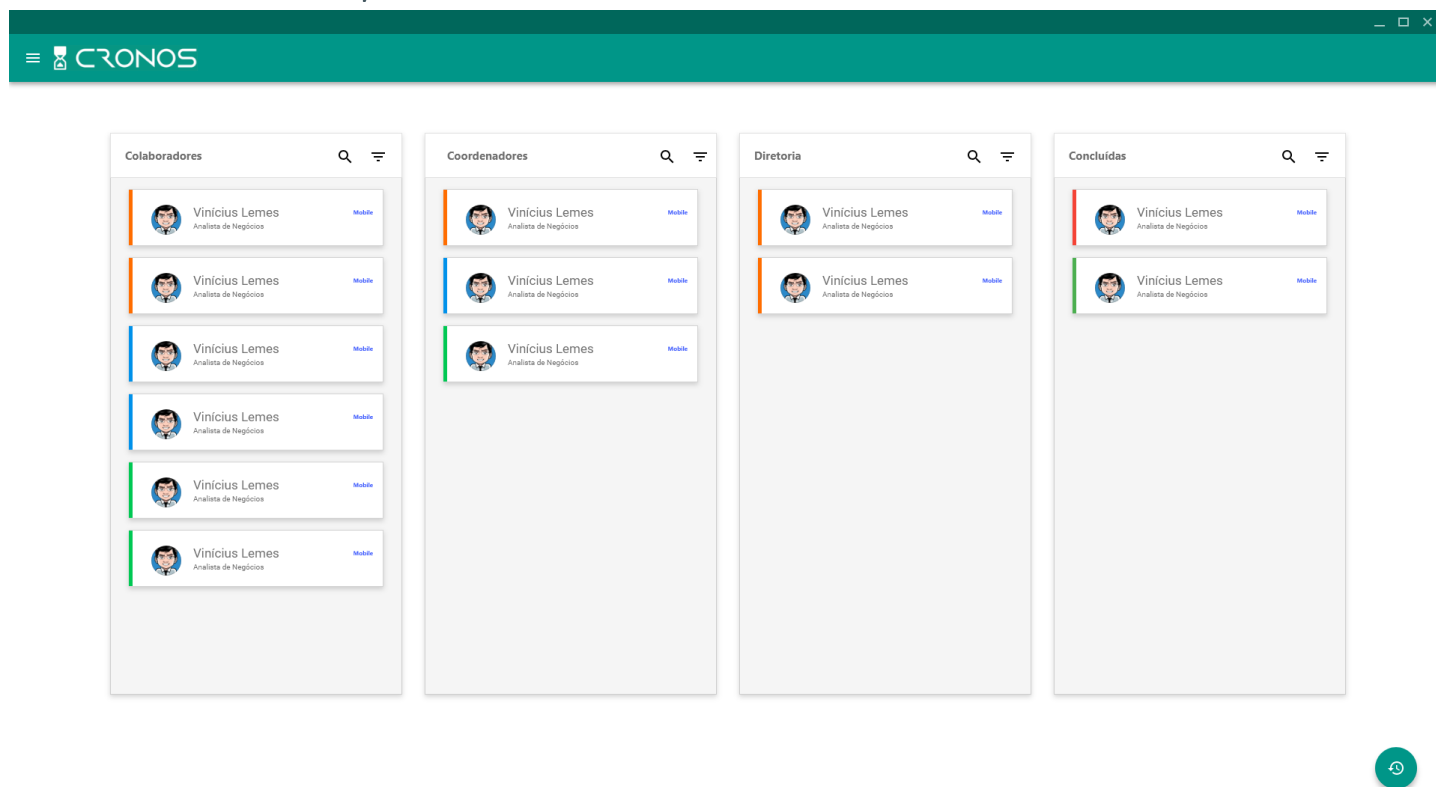 CRONOS
Colaboradores
Vinícius Lemes
Mobile
Analista de Negócios
Vinícius Lemes
Mobile
Analista de Negócios
Vinícius Lemes
Mobile
Analista de Negócios
Vinícius Lemes
Mobile
Analista de Negócios
Vinícius Lemes
Mobile
Analista de Negócios
Vinícius Lemes
Mobile
Analista de Negócios
Coordenadores
Vinícius Lemes
Mobile
Analista de Negócios
Vinícius Lemes
Mobile
Analista de Negócios
Vinícius Lemes
Mobile
Analista de Negócios
Diretoria
Vinícius Lemes
Mobile
Analista de Negócios
Vinícius Lemes
Mobile
Analista de Negócios
Concluídas
Vinícius Lemes
Mobile
Analista de Negócios
Vinícius Lemes
Mobile
Analista de Negócios